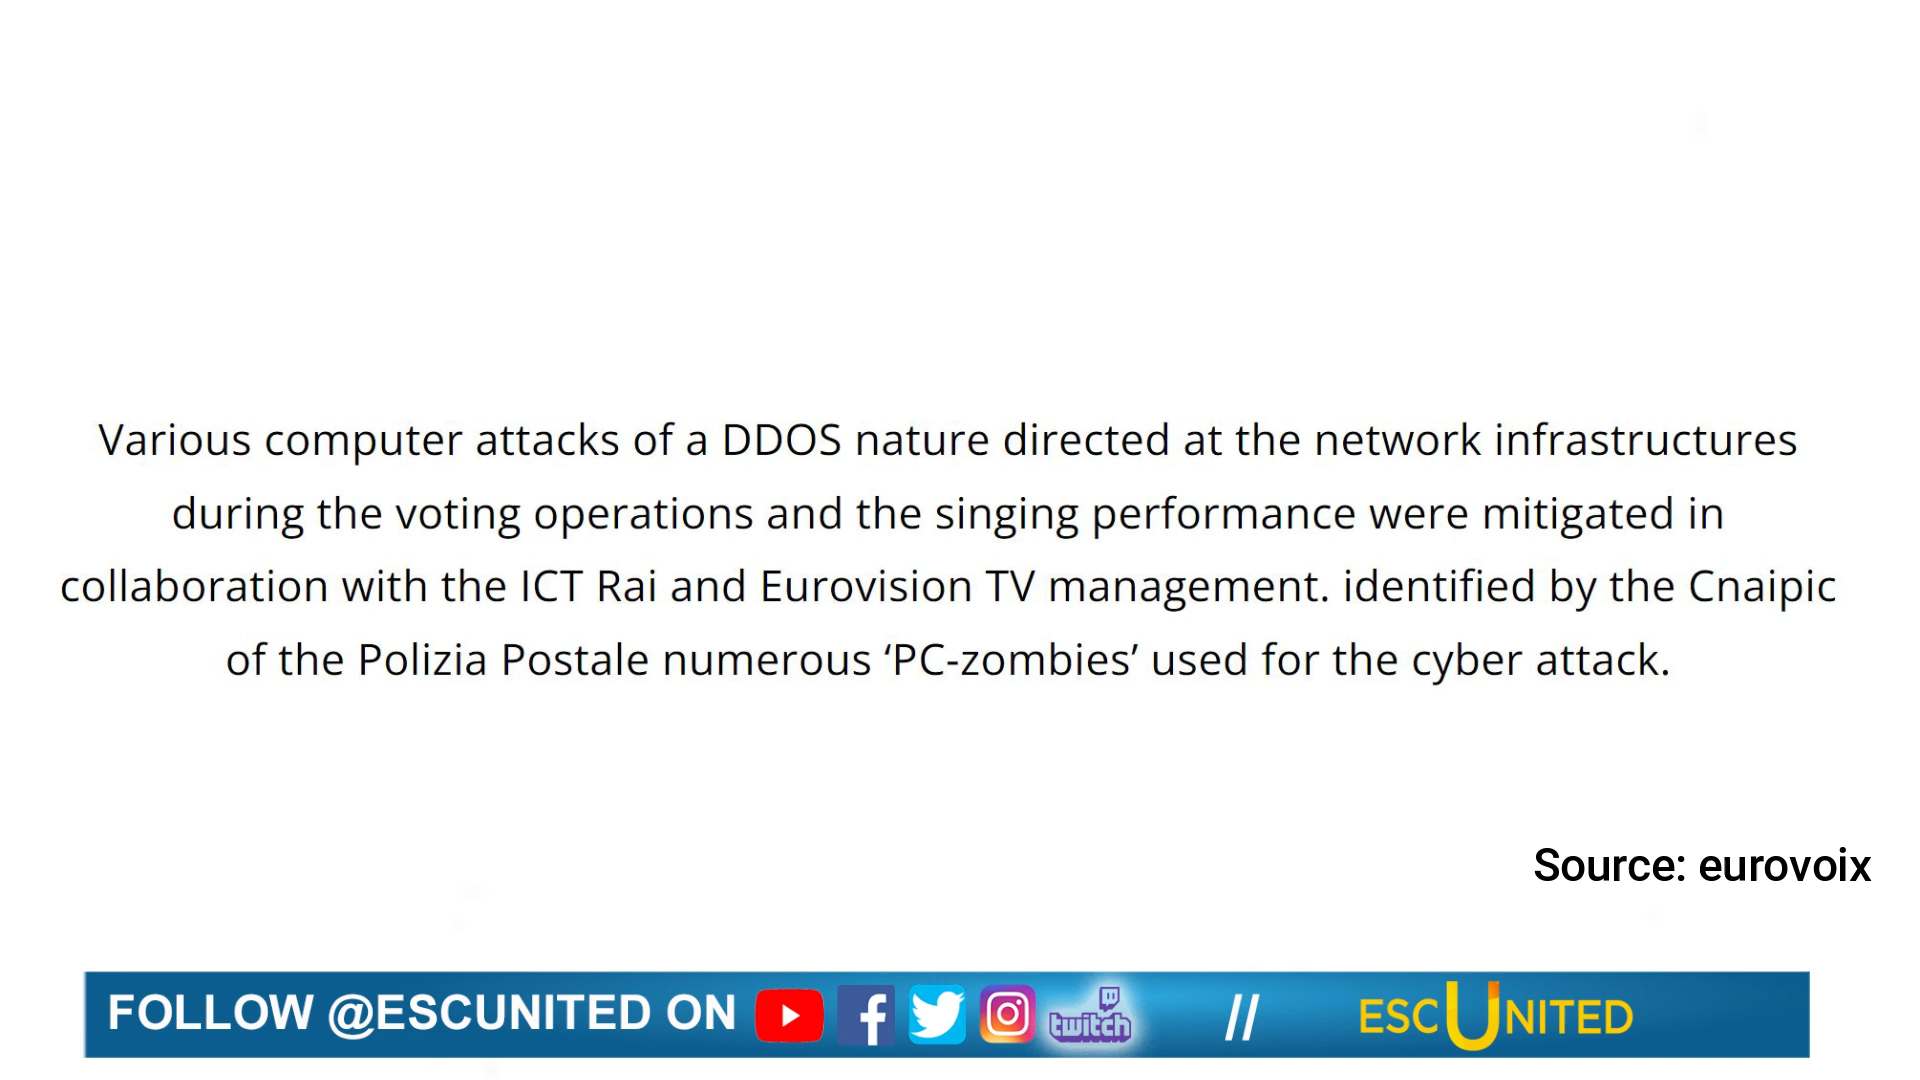 Various computer attacks of a DDOS nature directed at the network infrastructures
during the voting operations and the singing performance were mitigated in
collaboration with the ICT Rai and Eurovision TV management. identified by the Cnaipic
of the Polizia Postale numerous ‘PC-zombies’ used for the cyber attack.
Source: eurovoix
FOLLOW @ESCUNITED ON twitch // ESCUNITED